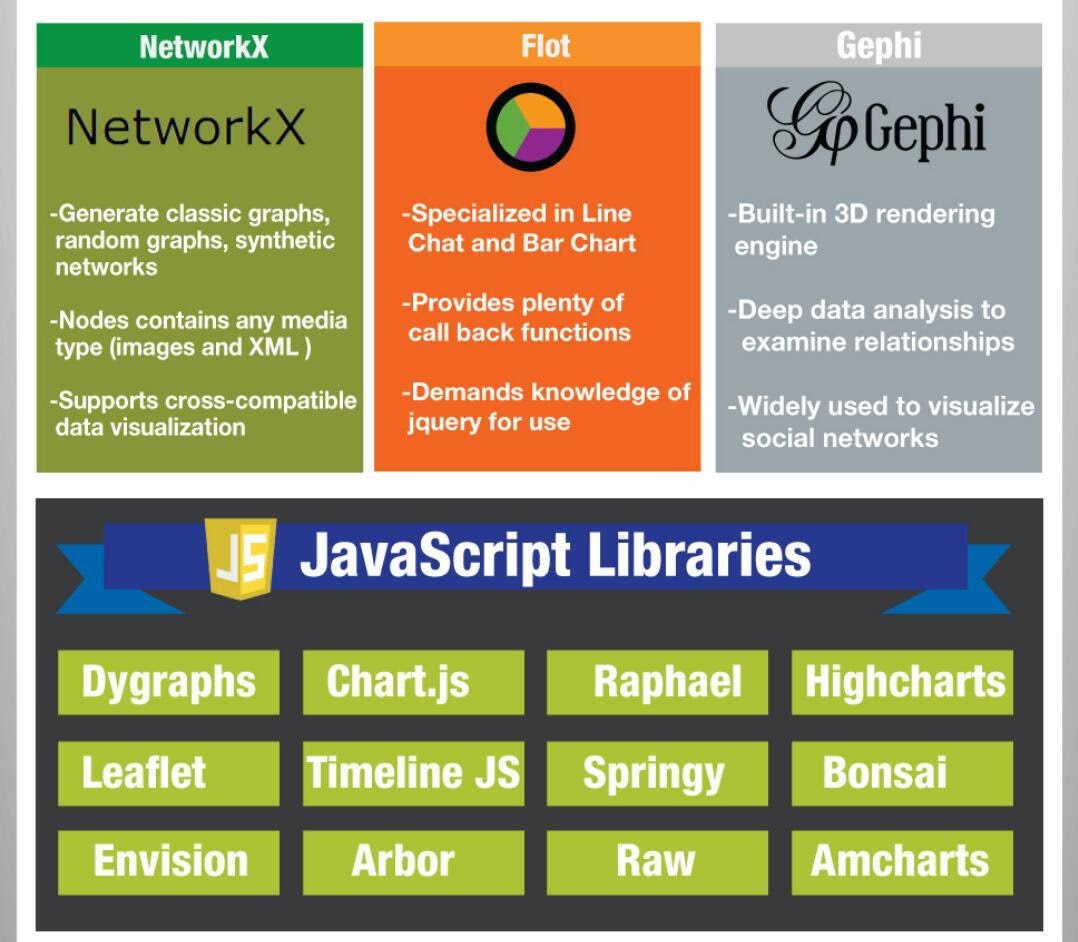 NetworkX
NetworkX
-Generate classic graphs,
random graphs, synthetic
networks
-Nodes contains any media
type (images and XML )
-Supports cross-compatible
data visualization
Flot
-Specialized in Line
Chat and Bar Chart
-Provides plenty of
call back functions
-Demands knowledge of
jquery for use
Gephi
Gephi
-Built-in 3D rendering
engine
-Deep data analysis to
examine relationships
-Widely used to visualize
social networks
JS JavaScript Libraries
Dygraphs
Chart.js
Raphael
Highcharts
Leaflet
Timeline JS
Springy
Bonsai
Envision
Arbor
Raw
Amcharts